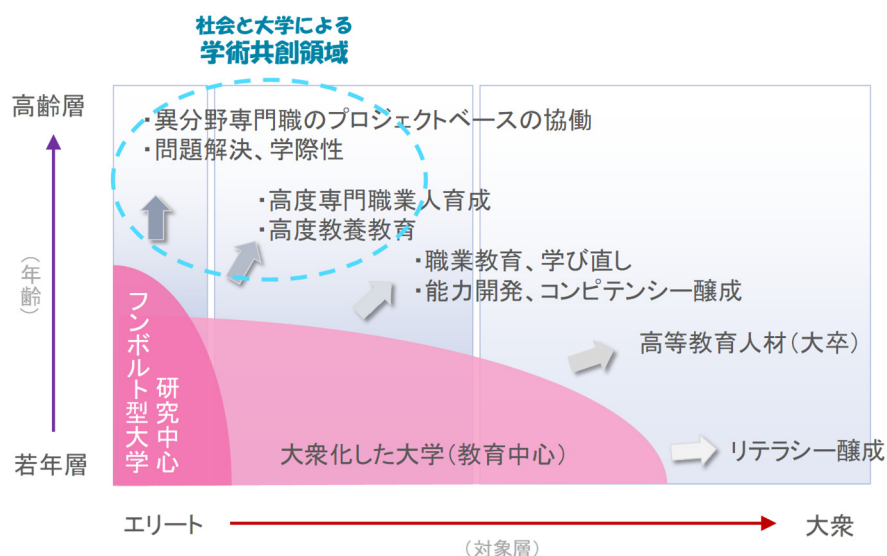 社会と大学による
学術共創領域
高齢層
・異分野専門職のプロジェクトベースの協働
・問題解決、学際性
・高度専門職業人育成
・高度教養教育
（年齢）
・職業教育、学び直し
・能力開発、コンピテンシー醸成
フンボルト型大学
研究中心
高等教育人材（大卒）
若年層
大衆化した大学（教育中心）
リテラシー醸成
エリート
大衆
（対象層）